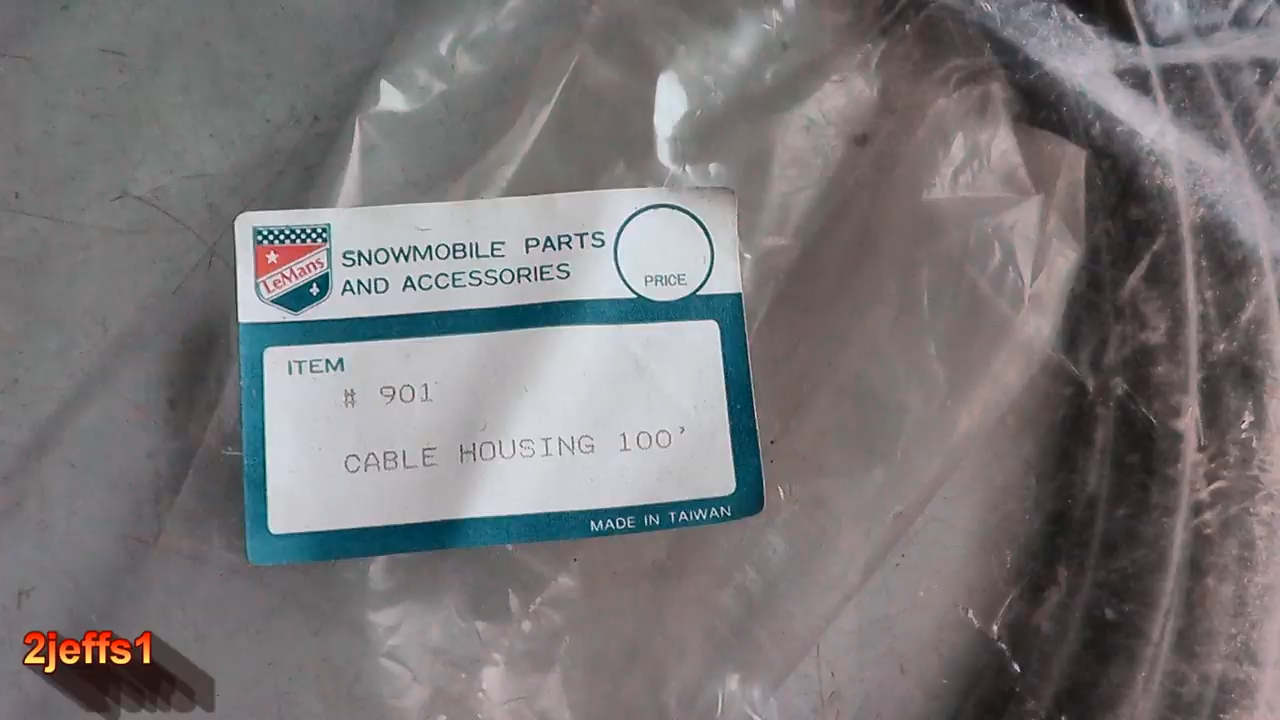 LeMans
SNOWMOBILE PARTS
AND ACCESSORIES
PRICE
ITEM
# 901
CABLE HOUSING 100'
MADE IN TAIWAN
2jeffs1